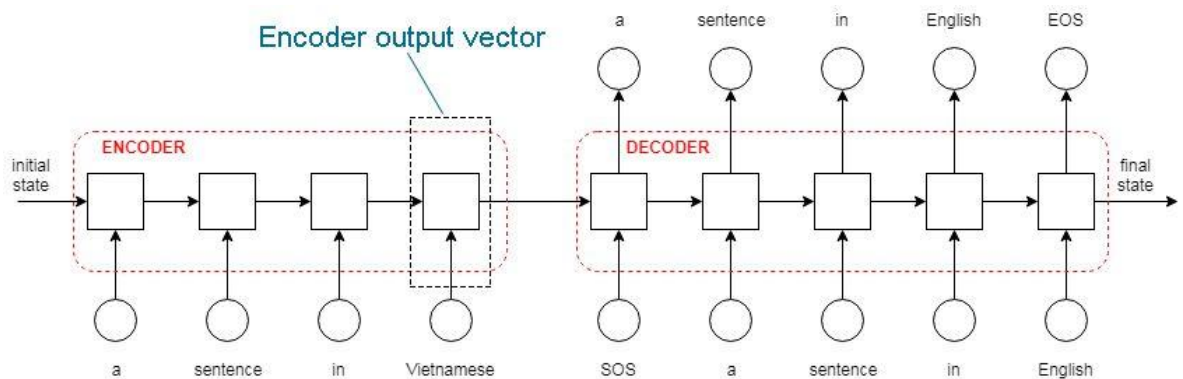 a sentence in English EOS
Encoder output vector
ENCODER
DECODER
initial
state
final
state
a sentence in Vietnamese SOS a sentence in English